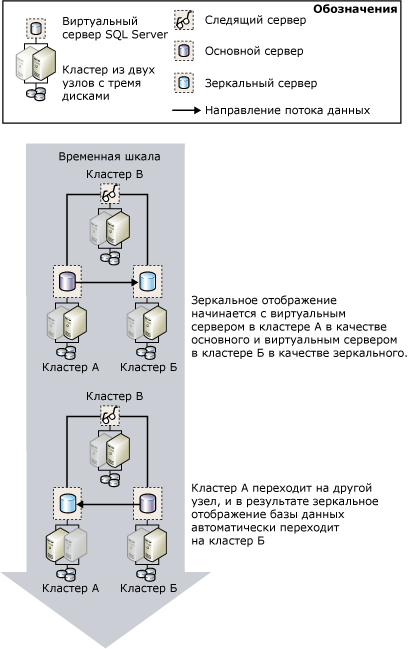 Обозначения
Виртуальный
сервер SQL Server
Кластер из двух
узлов с тремя
дисками
Следящий сервер
Основной сервер
Зеркальный сервер
Направление потока данных
Временная шкала
Кластер В
Кластер А
Кластер Б
Зеркальное отображение
начинается с виртуальным
сервером в кластере А в качестве
основного и виртуальным сервером
в кластере Б в качестве зеркального.
Кластер В
Кластер А
Кластер Б
Кластер А переходит на другой
узел, и в результате зеркальное
отображение базы данных
автоматически переходит
на кластер Б